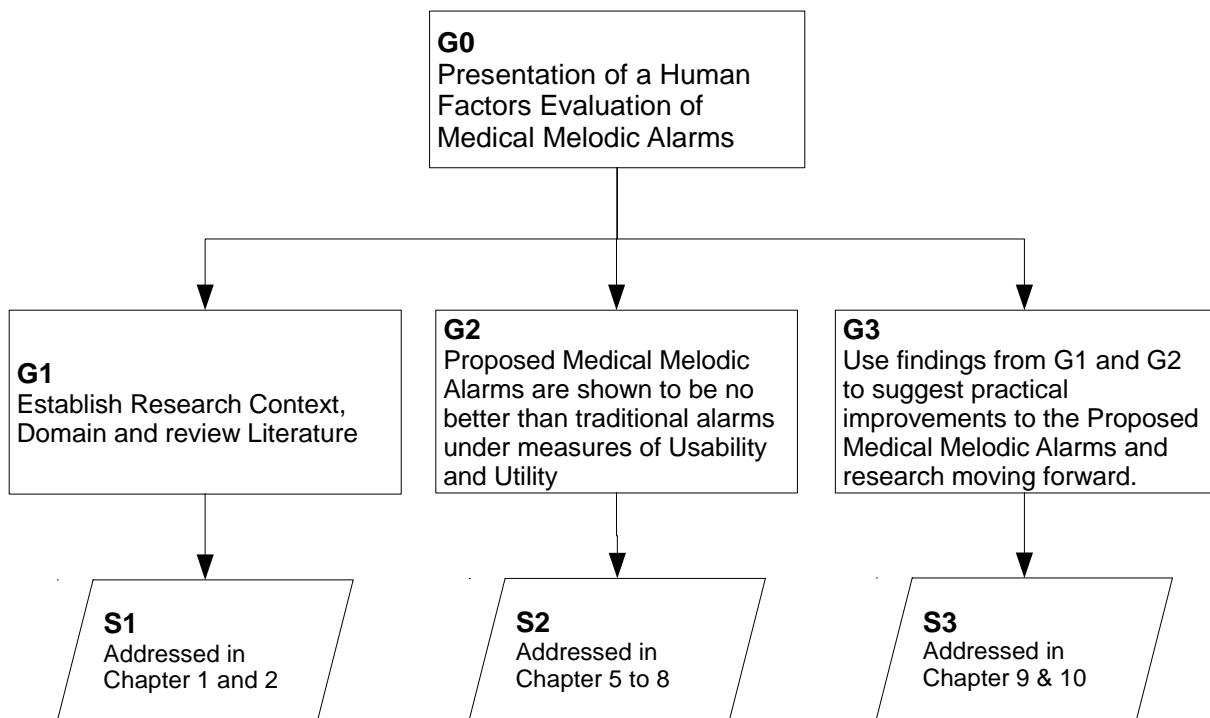 G0
Presentation of a Human
Factors Evaluation of
Medical Melodic Alarms
G1
Establish Research Context,
Domain and review Literature
G2
Proposed Medical Melodic
Alarms are shown to be no
better than traditional alarms
under measures of Usability
and Utility
G3
Use findings from G1 and G2
to suggest practical
improvements to the Proposed
Medical Melodic Alarms and
research moving forward.
S1
Addressed in
Chapter 1 and 2
S2
Addressed in
Chapter 5 to 8
S3
Addressed in
Chapter 9 & 10